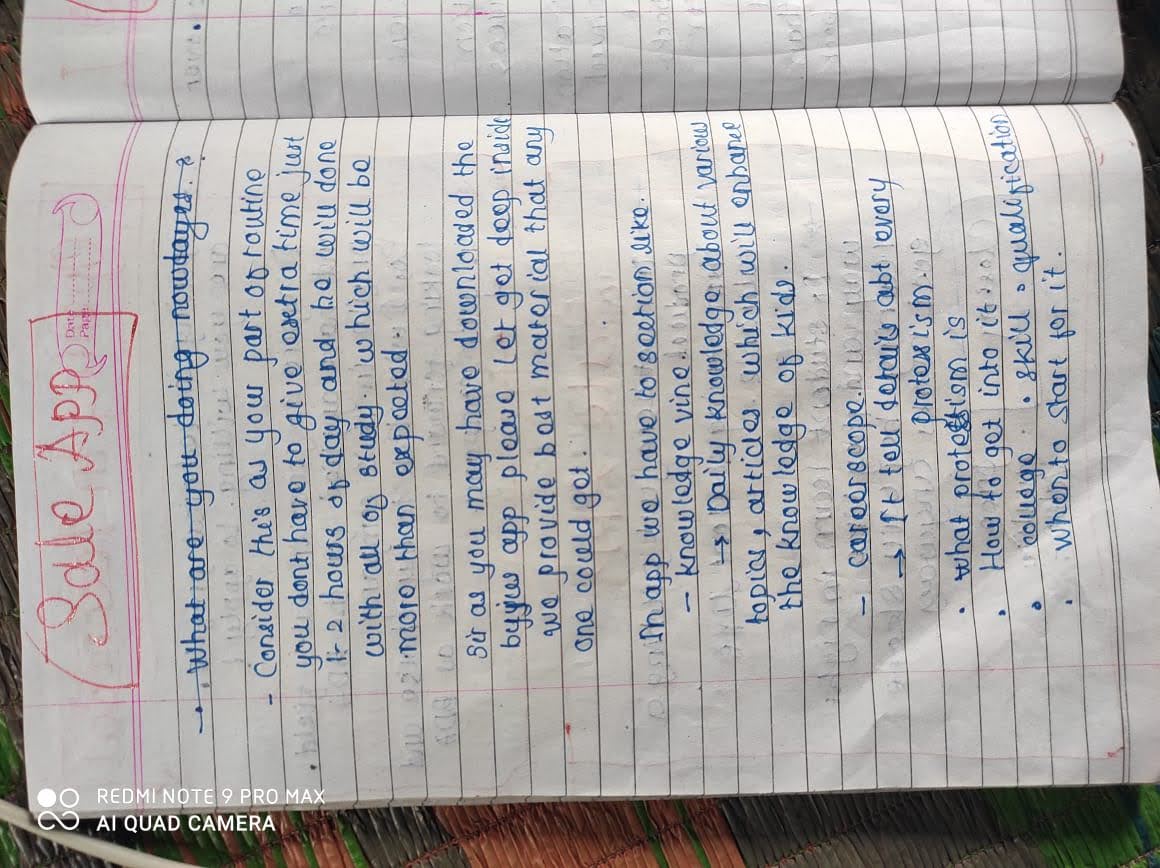 Sale App
Date
Page
→ What are you doing nowdayes. ?
- Consider the's as your part of routine
you dont have to give exetra time just
1-2 hours of day and he will done
with all of study. which will be
more than expected.
Sir as you may have downloaded the
byjus app please let get deep inside
we provide best material that any
one could get.
In app we have to section like.
- knowledge vine
↳ Daily knowledge about various
topics, articles which will enhance
the knowledge of kids.
- careerscope.
→ It tell details abt every
protessism.
• what protesstism is
• How to get into it.
• college • skill • qualification
• when to start for it.
REDMI NOTE 9 PRO MAX
AI QUAD CAMERA